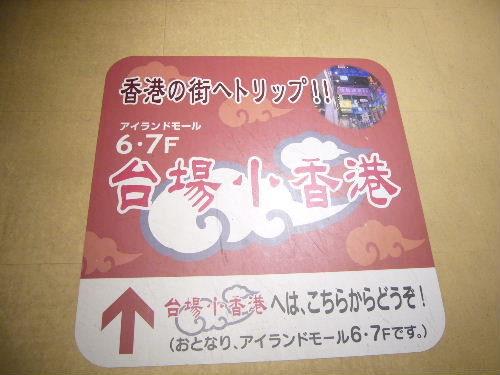 香港の街へトリップ!!
アイランドモール
6・7F
台場小香港
台場小香港へは、こちらからどうぞ!
(おとなり、アイランドモール6・7Fです。)